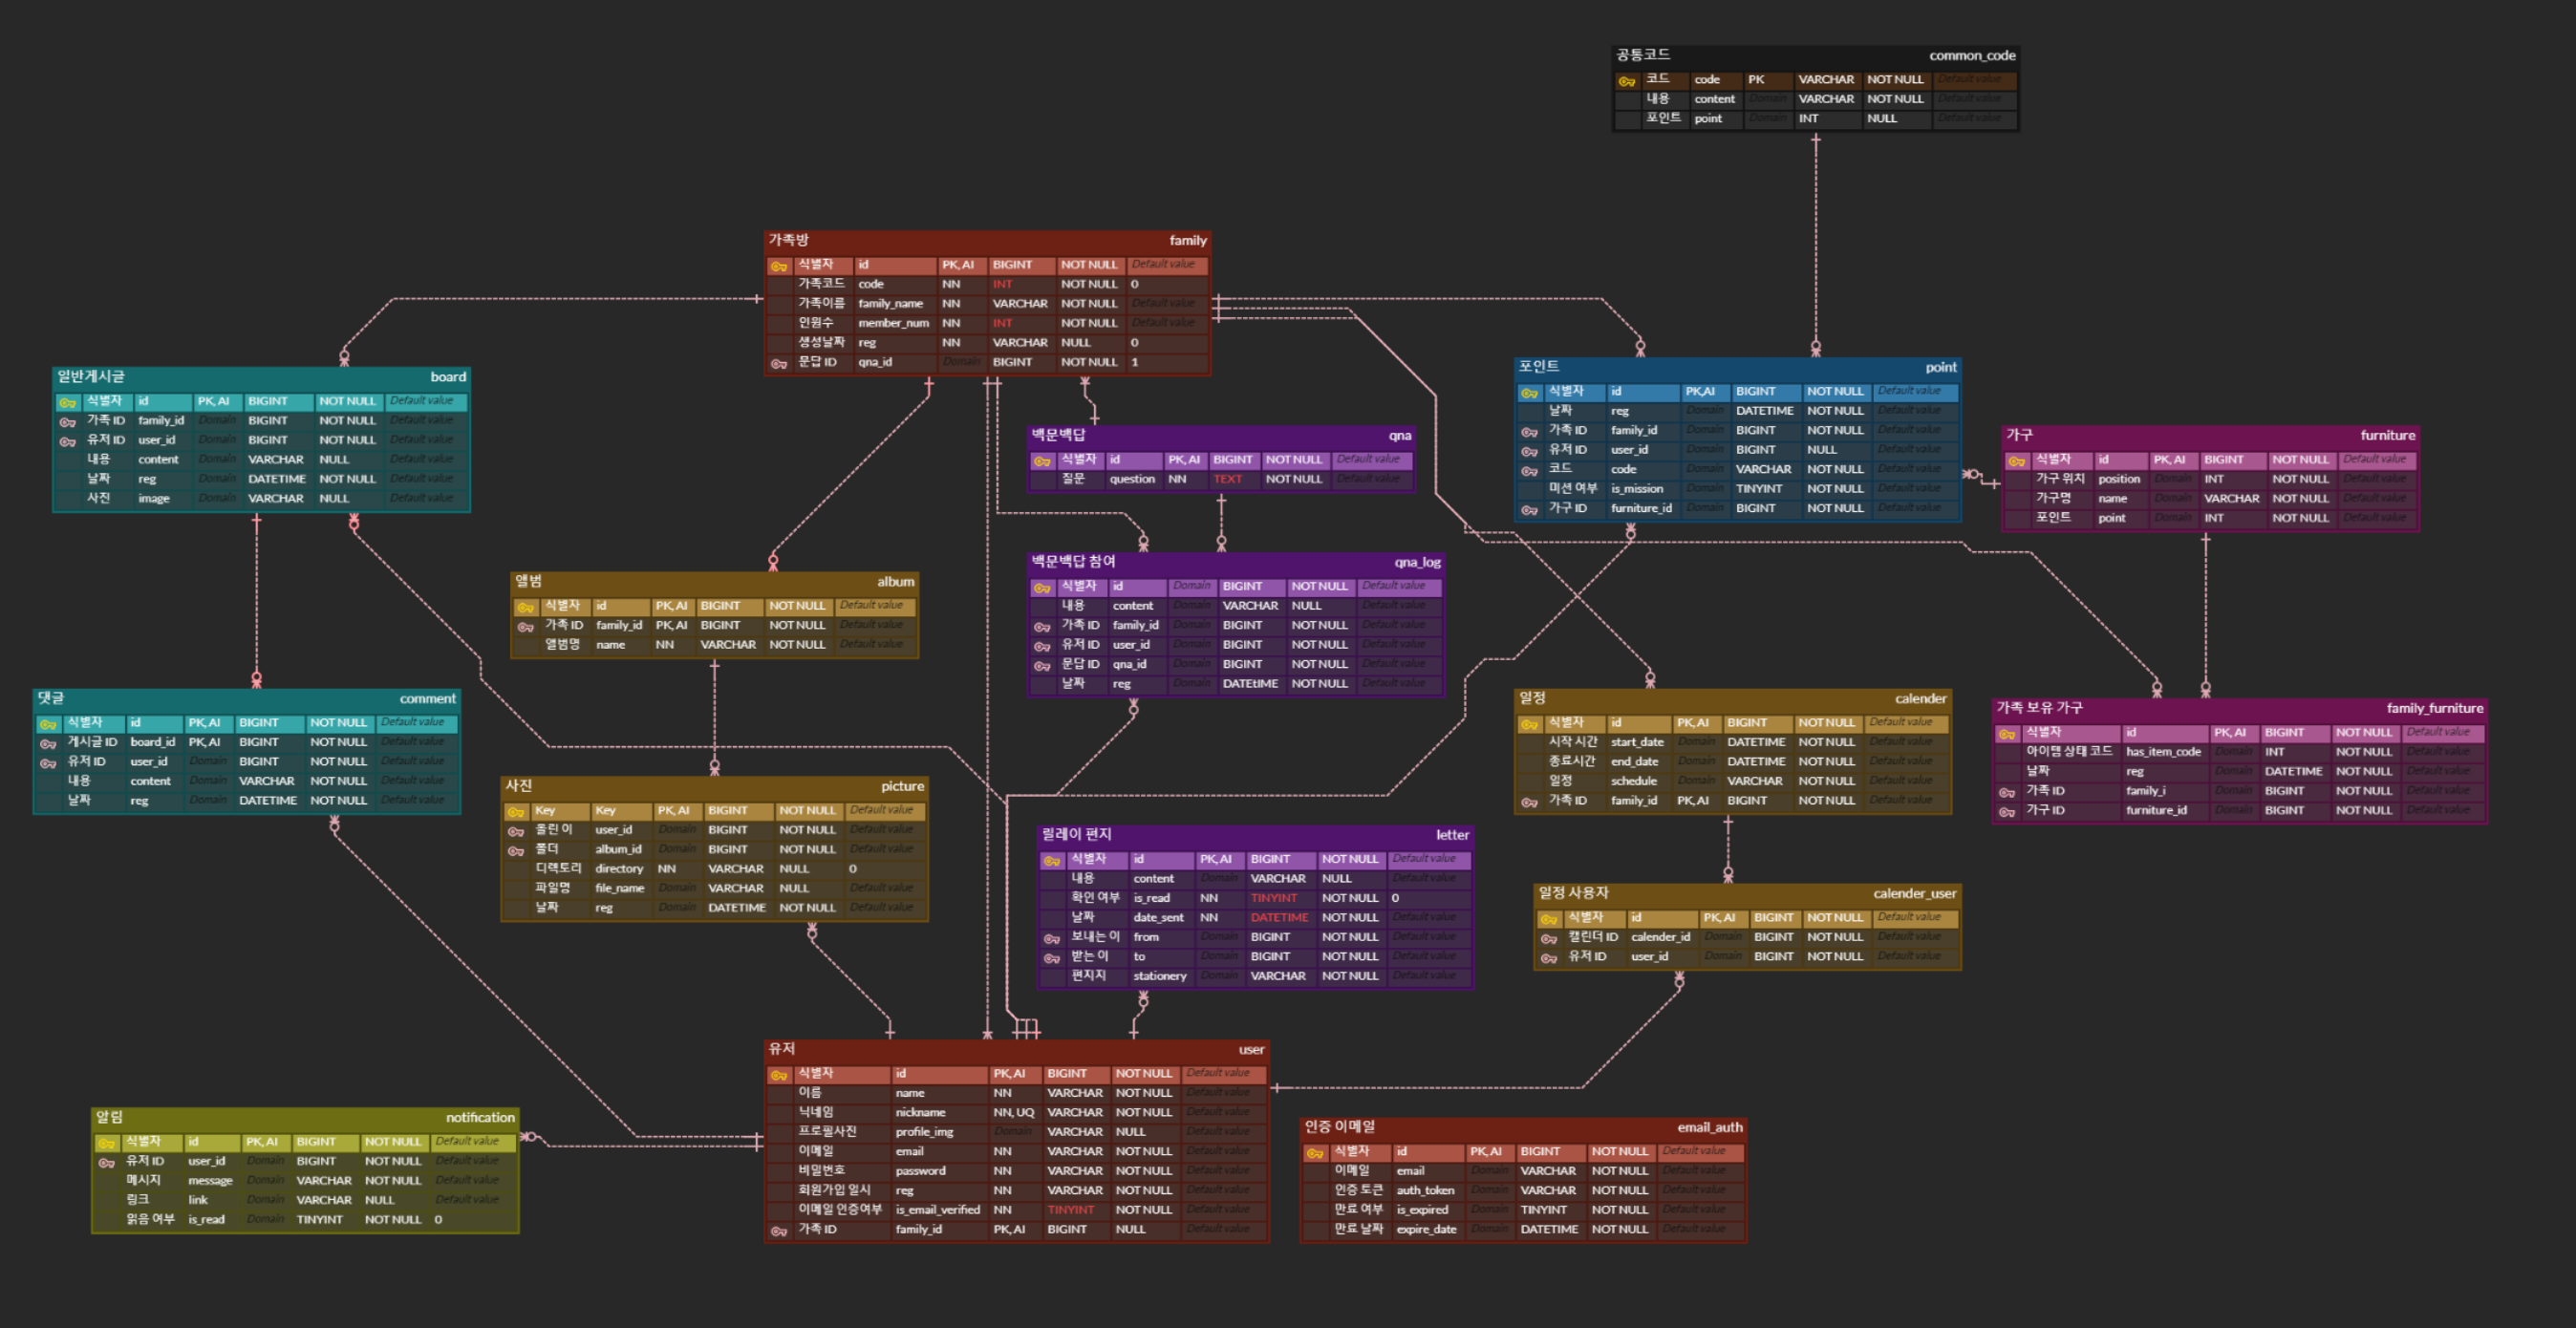 공통코드 common_code
코드 code PK VARCHAR NOT NULL Default value
내용 content Domain VARCHAR NOT NULL Default value
포인트 point Domain INT NULL Default value
가족방 family
식별자 id PK, AI BIGINT NOT NULL Default value
가족코드 code NN INT NOT NULL 0
가족이름 family_name NN VARCHAR NOT NULL Default value
인원수 member_num NN INT NOT NULL Default value
생성날짜 reg NN VARCHAR NULL 0
문답 ID qna_id Domain BIGINT NOT NULL 1
일반게시글 board
식별자 id PK, AI BIGINT NOT NULL Default value
가족 ID family_id Domain BIGINT NOT NULL Default value
유저 ID user_id Domain BIGINT NOT NULL Default value
내용 content Domain VARCHAR NULL Default value
날짜 reg Domain DATETIME NOT NULL Default value
사진 image Domain VARCHAR NULL Default value
포인트 point
식별자 id PK,AI BIGINT NOT NULL Default value
날짜 reg Domain DATETIME NOT NULL Default value
가족 ID family_id Domain BIGINT NOT NULL Default value
유저 ID user_id Domain BIGINT NULL Default value
코드 code Domain VARCHAR NOT NULL Default value
미션 여부 is_mission Domain TINYINT NOT NULL Default value
가구 ID furniture_id Domain BIGINT NOT NULL Default value
백문백답 qna
식별자 id PK, AI BIGINT NOT NULL Default value
질문 question NN TEXT NOT NULL Default value
가구 furniture
식별자 id PK, AI BIGINT NOT NULL Default value
가구 위치 position Domain INT NOT NULL Default value
가구명 name Domain VARCHAR NOT NULL Default value
포인트 point Domain INT NOT NULL Default value
백문백답 참여 qna_log
식별자 id Domain BIGINT NOT NULL Default value
내용 content Domain VARCHAR NULL Default value
가족 ID family_id Domain BIGINT NOT NULL Default value
유저 ID user_id Domain BIGINT NOT NULL Default value
문답 ID qna_id Domain BIGINT NOT NULL Default value
날짜 reg Domain DATEtIME NOT NULL Default value
앨범 album
식별자 id PK, AI BIGINT NOT NULL Default value
가족 ID family_id PK, AI BIGINT NOT NULL Default value
앨범명 name NN VARCHAR NOT NULL Default value
댓글 comment
식별자 id PK, AI BIGINT NOT NULL Default value
게시글 ID board_id PK, AI BIGINT NOT NULL Default value
유저 ID user_id Domain BIGINT NOT NULL Default value
내용 content Domain VARCHAR NOT NULL Default value
날짜 reg Domain DATETIME NOT NULL Default value
일정 calender
식별자 id PK, AI BIGINT NOT NULL Default value
시작 시간 start_date Domain DATETIME NOT NULL Default value
종료시간 end_date Domain DATETIME NOT NULL Default value
일정 schedule Domain VARCHAR NOT NULL Default value
가족 ID family_id PK, AI BIGINT NOT NULL Default value
가족 보유 가구 family_furniture
식별자 id PK, AI BIGINT NOT NULL Default value
아이템 상태 코드 has_item_code Domain INT NOT NULL Default value
날짜 reg Domain DATETIME NOT NULL Default value
가족 ID family_i Domain BIGINT NOT NULL Default value
가구 ID furniture_id Domain BIGINT NOT NULL Default value
사진 picture
Key Key PK, AI BIGINT NOT NULL Default value
올린 이 user_id Domain BIGINT NOT NULL Default value
폴더 album_id Domain BIGINT NOT NULL Default value
디렉토리 directory NN VARCHAR NULL 0
파일명 file_name Domain VARCHAR NULL Default value
날짜 reg Domain DATETIME NOT NULL Default value
릴레이 편지 letter
식별자 id PK, AI BIGINT NOT NULL Default value
내용 content Domain VARCHAR NULL Default value
확인 여부 is_read NN TINYINT NOT NULL 0
날짜 date_sent NN DATETIME NOT NULL Default value
보내는 이 from Domain BIGINT NOT NULL Default value
받는 이 to Domain BIGINT NOT NULL Default value
편지지 stationery Domain VARCHAR NOT NULL Default value
일정 사용자 calender_user
식별자 id PK, AI BIGINT NOT NULL Default value
캘린더 ID calender_id Domain BIGINT NOT NULL Default value
유저 ID user_id Domain BIGINT NOT NULL Default value
유저 user
식별자 id PK, AI BIGINT NOT NULL Default value
이름 name NN VARCHAR NOT NULL Default value
닉네임 nickname NN, UQ VARCHAR NOT NULL Default value
프로필사진 profile_img Domain VARCHAR NULL Default value
이메일 email NN VARCHAR NOT NULL Default value
비밀번호 password NN VARCHAR NOT NULL Default value
회원가입 일시 reg NN VARCHAR NOT NULL Default value
이메일 인증여부 is_email_verified NN TINYINT NOT NULL Default value
가족 ID family_id PK, AI BIGINT NULL Default value
알림 notification
식별자 id PK, AI BIGINT NOT NULL Default value
유저 ID user_id Domain BIGINT NOT NULL Default value
메시지 message Domain VARCHAR NOT NULL Default value
링크 link Domain VARCHAR NULL Default value
읽음 여부 is_read Domain TINYINT NOT NULL 0
인증 이메일 email_auth
식별자 id PK, AI BIGINT NOT NULL Default value
이메일 email Domain VARCHAR NOT NULL Default value
인증 토큰 auth_token Domain VARCHAR NOT NULL Default value
만료 여부 is_expired Domain TINYINT NOT NULL Default value
만료 날짜 expire_date Domain DATETIME NOT NULL Default value